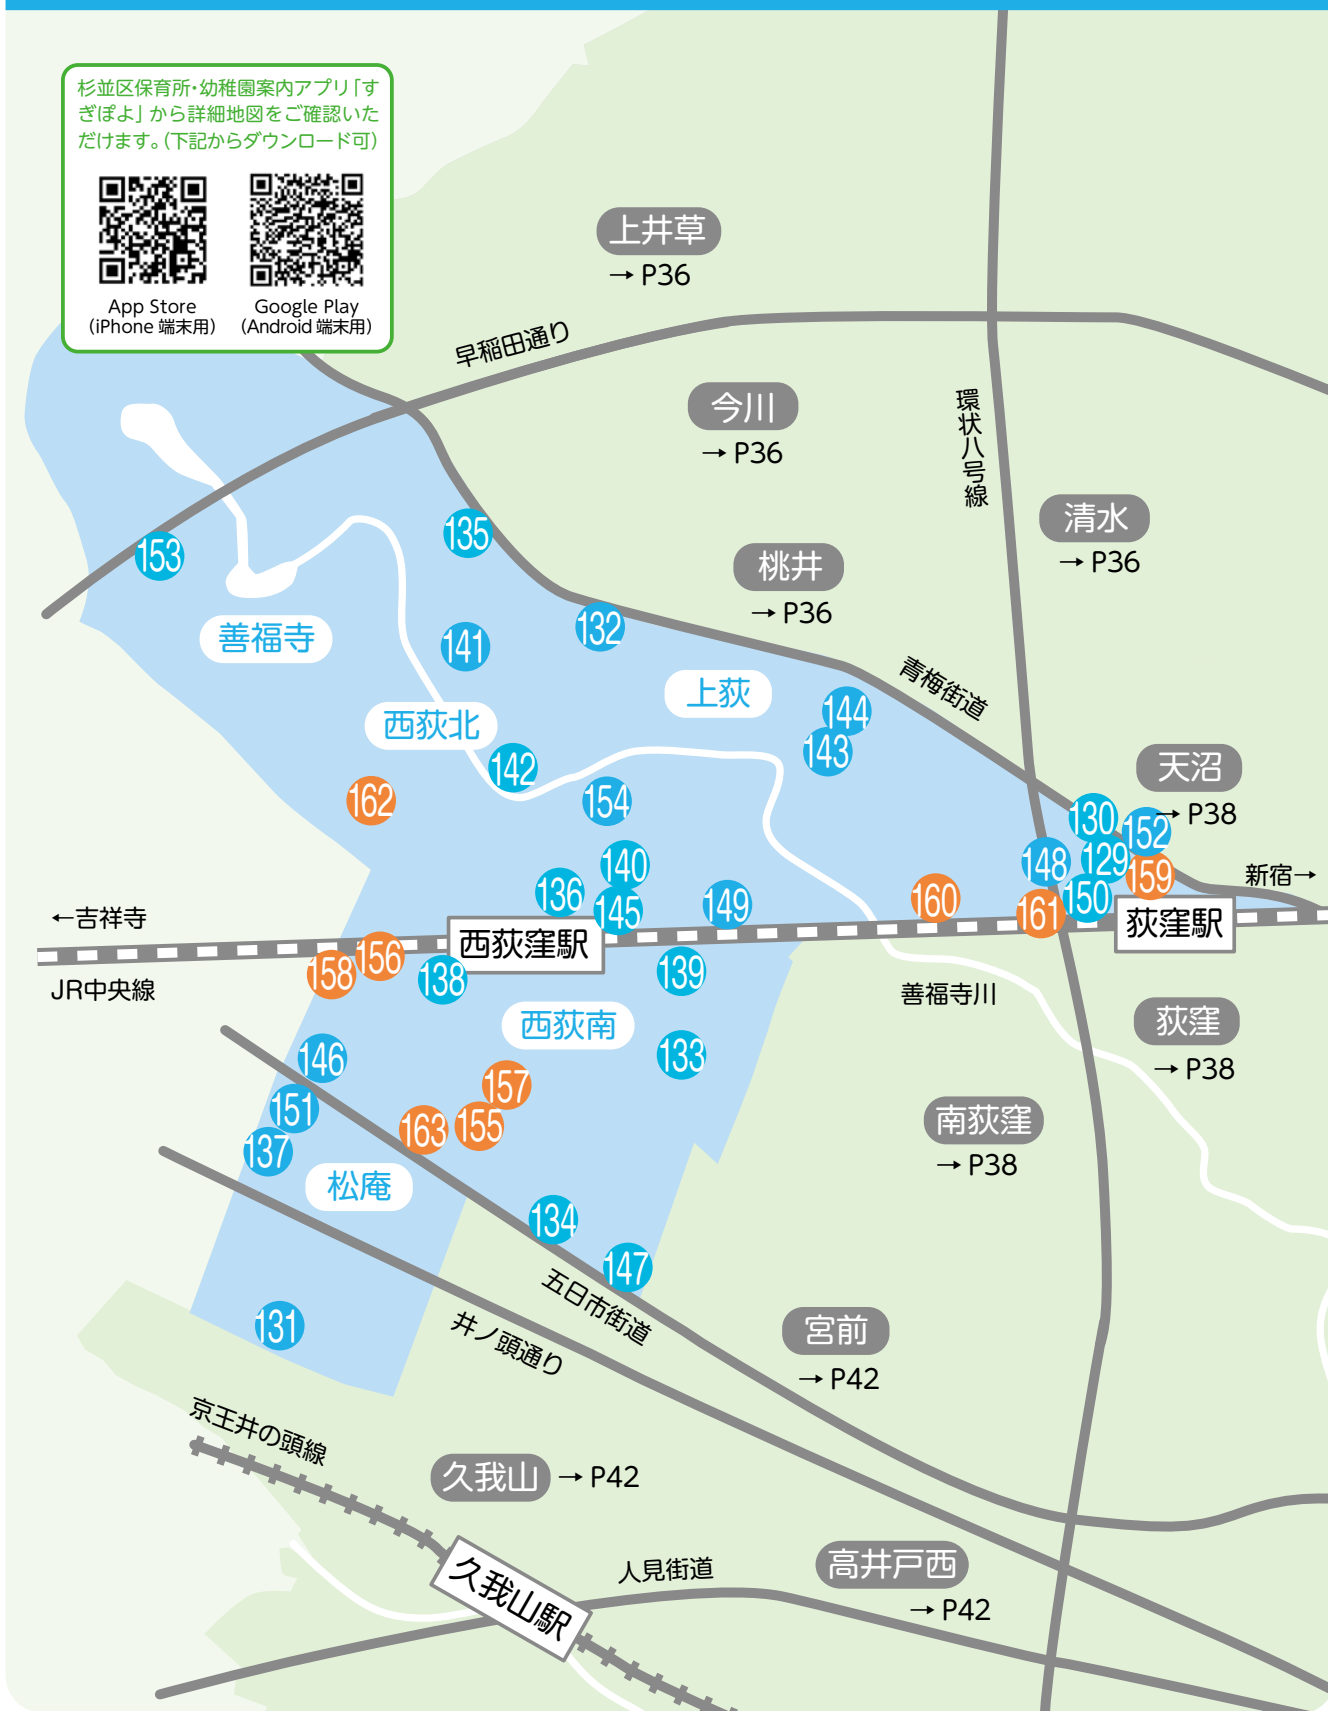 杉並区保育所・幼稚園案内アプリ「す
ぎぽよ」から詳細地図をご確認いた
だけます。(下記からダウンロード可)
App Store
(iPhone 端末用)
Google Play
(Android 端末用)
上井草
→ P36
早稲田通り
今川
→ P36
環状八号線
清水
→ P36
135
153
桃井
→ P36
132
善福寺
141
上荻
青梅街道
西荻北
144
143
142
天沼
→ P38
162
154
130
152
140
148
129
159
新宿→
136
145
149
160
161
150
←吉祥寺
西荻窪駅
荻窪駅
156
158
138
139
JR中央線
善福寺川
西荻南
荻窪
→ P38
146
133
157
151
163
155
南荻窪
→ P38
137
松庵
134
147
五日市街道
131
井ノ頭通り
宮前
→ P42
京王井の頭線
久我山
→ P42
久我山駅
人見街道
高井戸西
→ P42